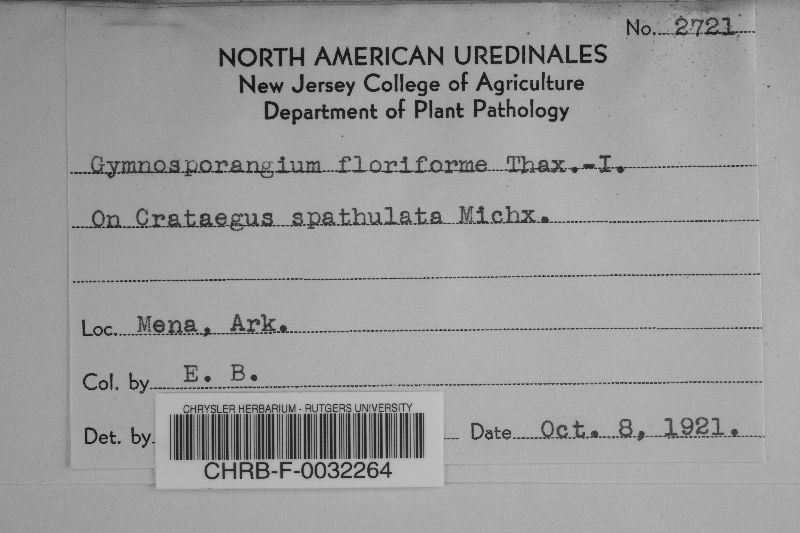 No. 2721
NORTH AMERICAN UREDINALES
New Jersey College of Agriculture
Department of Plant Pathology
Gymnosporangium floriforme Thax.-I.
On Crataegus spathulata Michx.
Loc. Mena, Ark.
Col. by E. B.
Det. by
Date Oct. 8, 1921.
CHRYSLER HERBARIUM - RUTGERS UNIVERSITY
CHRB-F-0032264